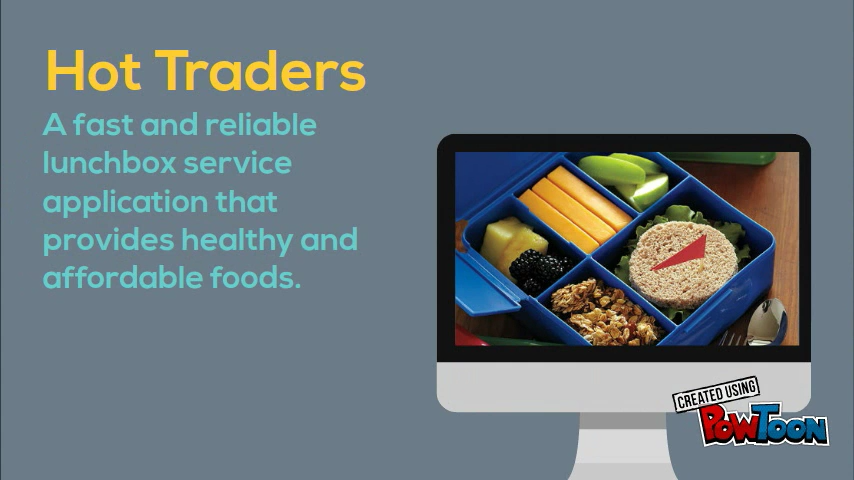 Hot Traders
A fast and reliable
lunchbox service
application that
provides healthy and
affordable foods.
CREATED USING
POWTOON